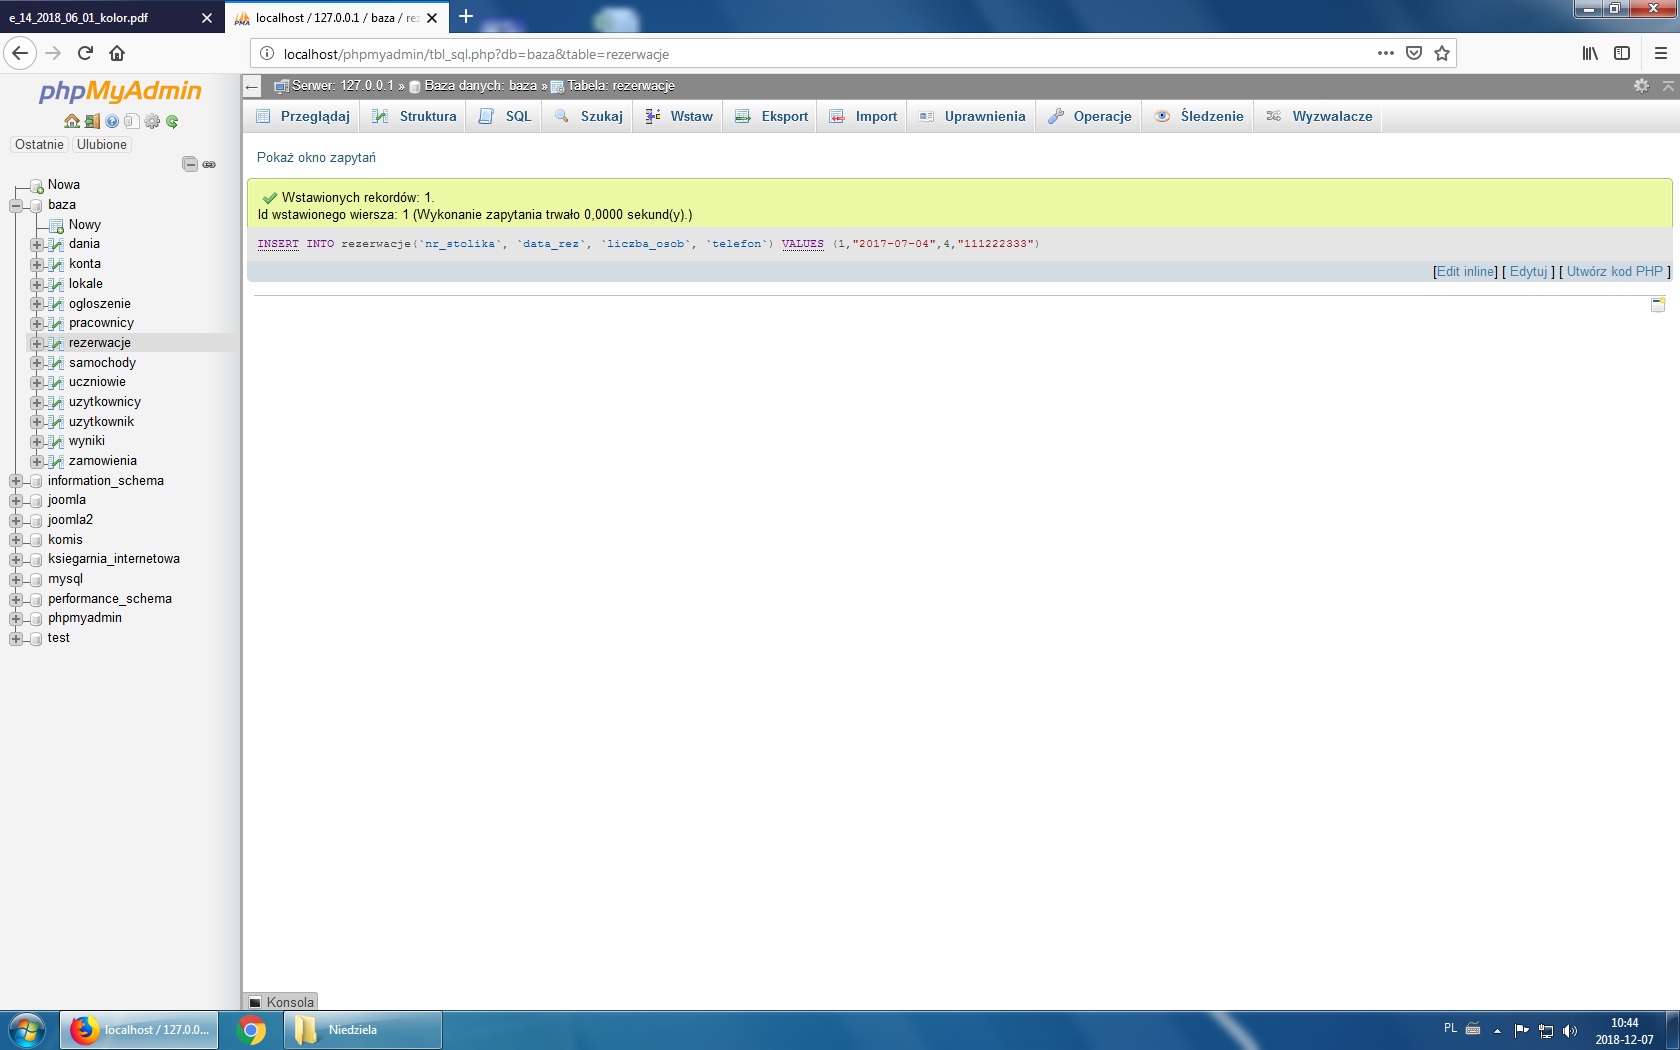 e_14_2018_06_01_kolor.pdf
localhost / 127.0.0.1 / baza / re
localhost/phpmyadmin/tbl_sql.php?db=baza&table=rezerwacje
phpMyAdmin
Ostatnie Ulubione
Nowa
baza
Nowy
dania
konta
lokale
ogloszenie
pracownicy
rezerwacje
samochody
uczniowie
uzytkownicy
uzytkownik
wyniki
zamowienia
information_schema
joomla
joomla2
komis
ksiegarnia_internetowa
mysql
performance_schema
phpmyadmin
test
Serwer: 127.0.0.1 » Baza danych: baza » Tabela: rezerwacje
Przeglądaj Struktura SQL Szukaj Wstaw Eksport Import Uprawnienia Operacje Śledzenie Wyzwalacze
Pokaż okno zapytań
Wstawionych rekordów: 1.
Id wstawionego wiersza: 1 (Wykonanie zapytania trwało 0,0000 sekund(y).)
INSERT INTO rezerwacje(`nr_stolika`, `data_rez`, `liczba_osob`, `telefon`) VALUES (1,"2017-07-04",4,"111222333")
[Edit inline] [ Edytuj ] [ Utwórz kod PHP ]
Konsola
localhost / 127.0.0...
Niedziela
PL
10:44
2018-12-07